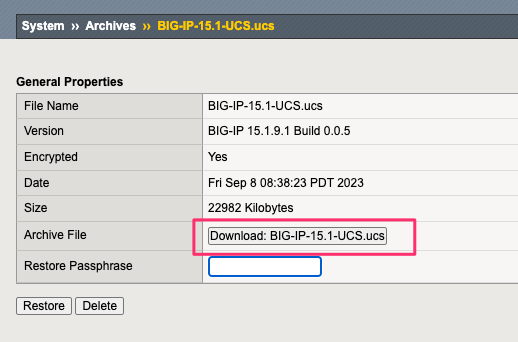 System ›› Archives ›› BIG-IP-15.1-UCS.ucs
General Properties
File Name BIG-IP-15.1-UCS.ucs
Version BIG-IP 15.1.9.1 Build 0.0.5
Encrypted Yes
Date Fri Sep 8 08:38:23 PDT 2023
Size 22982 Kilobytes
Archive File Download: BIG-IP-15.1-UCS.ucs
Restore Passphrase
Restore Delete